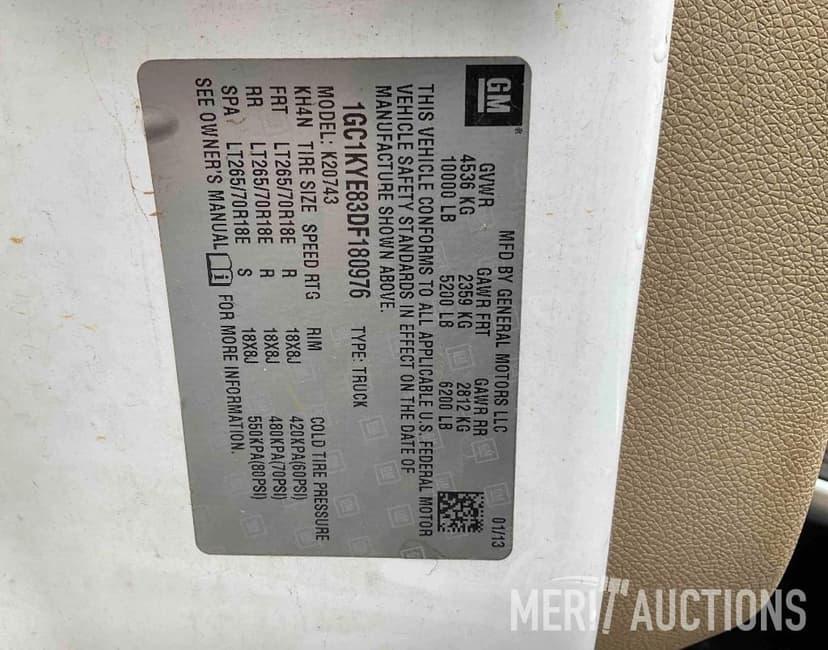 GM
MFD BY GENERAL MOTORS LLC 01/13
GVWR GAWR FRT GAWR RR
4536 KG 2359 KG 2812 KG
10000 LB 5200 LB 6200 LB
THIS VEHICLE CONFORMS TO ALL APPLICABLE U.S. FEDERAL MOTOR
VEHICLE SAFETY STANDARDS IN EFFECT ON THE DATE OF
MANUFACTURE SHOWN ABOVE.
1GC1KYE83DF180976 TYPE: TRUCK
MODEL: K20743
KH4N TIRE SIZE SPEED RTG RIM COLD TIRE PRESSURE
FRT LT265/70R18E R 18X8J 420KPA(60PSI)
RR LT265/70R18E R 18X8J 480KPA(70PSI)
SPA LT265/70R18E S 18X8J 550KPA(80PSI)
SEE OWNER'S MANUAL FOR MORE INFORMATION.
MERIT AUCTIONS